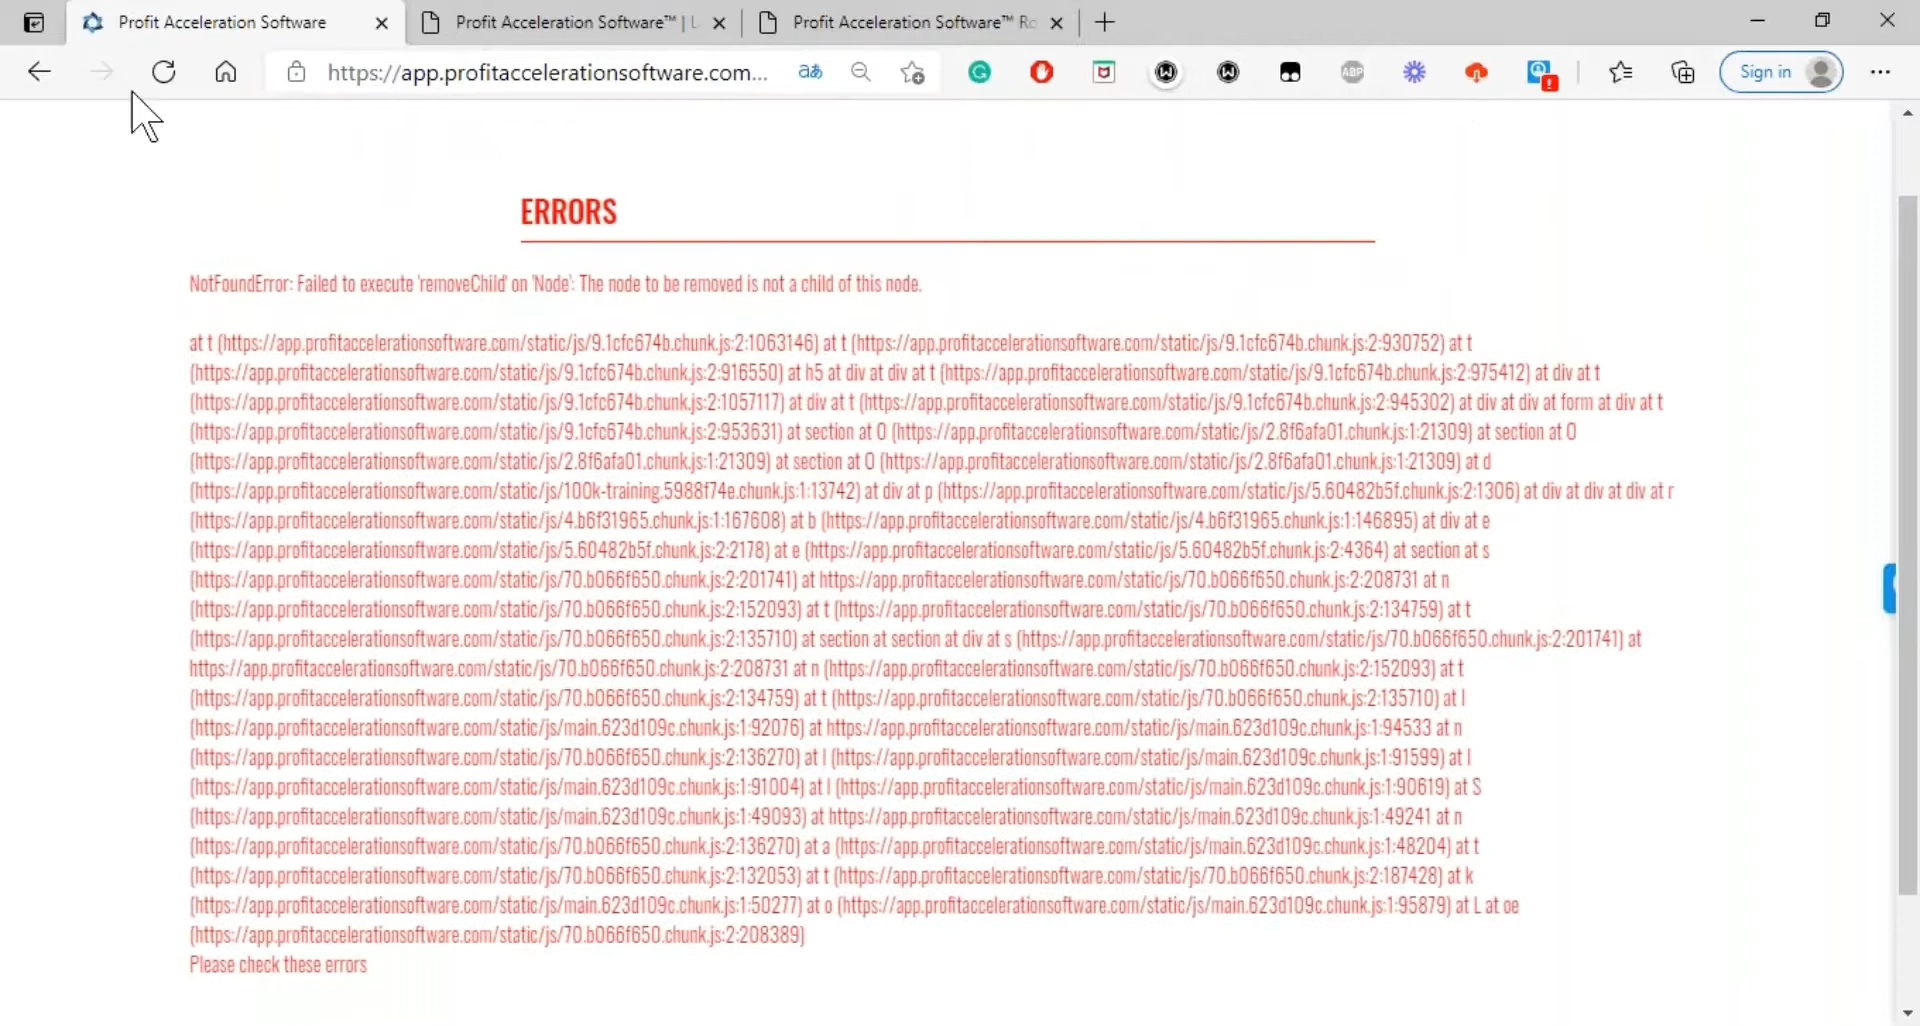 Profit Acceleration Software
Profit Acceleration Software™ | L
Profit Acceleration Software™ Ro
https://app.profitaccelerationsoftware.com...
あ
ABP
Sign in
ERRORS
NotFoundError: Failed to execute 'removeChild' on 'Node': The node to be removed is not a child of this node.
at t (https://app.profitaccelerationsoftware.com/static/js/9.1cfc674b.chunk.js:2:1063146) at t (https://app.profitaccelerationsoftware.com/static/js/9.1cfc674b.chunk.js:2:930752) at t
(https://app.profitaccelerationsoftware.com/static/js/9.1cfc674b.chunk.js:2:916550) at h5 at div at div at t (https://app.profitaccelerationsoftware.com/static/js/9.1cfc674b.chunk.js:2:975412) at div at t
(https://app.profitaccelerationsoftware.com/static/js/9.1cfc674b.chunk.js:2:1057117) at div at t (https://app.profitaccelerationsoftware.com/static/js/9.1cfc674b.chunk.js:2:945302) at div at div at form at div at t
(https://app.profitaccelerationsoftware.com/static/js/9.1cfc674b.chunk.js:2:953631) at section at O (https://app.profitaccelerationsoftware.com/static/js/2.8f6afa01.chunk.js:1:21309) at section at O
(https://app.profitaccelerationsoftware.com/static/js/2.8f6afa01.chunk.js:1:21309) at section at O (https://app.profitaccelerationsoftware.com/static/js/2.8f6afa01.chunk.js:1:21309) at d
(https://app.profitaccelerationsoftware.com/static/js/100k-training.5988f74e.chunk.js:1:13742) at div at p (https://app.profitaccelerationsoftware.com/static/js/5.60482b5f.chunk.js:2:1306) at div at div at div at r
(https://app.profitaccelerationsoftware.com/static/js/4.b6f31965.chunk.js:1:167608) at b (https://app.profitaccelerationsoftware.com/static/js/4.b6f31965.chunk.js:1:146895) at div at e
(https://app.profitaccelerationsoftware.com/static/js/5.60482b5f.chunk.js:2:2178) at e (https://app.profitaccelerationsoftware.com/static/js/5.60482b5f.chunk.js:2:4364) at section at s
(https://app.profitaccelerationsoftware.com/static/js/70.b066f650.chunk.js:2:201741) at https://app.profitaccelerationsoftware.com/static/js/70.b066f650.chunk.js:2:208731 at n
(https://app.profitaccelerationsoftware.com/static/js/70.b066f650.chunk.js:2:152093) at t (https://app.profitaccelerationsoftware.com/static/js/70.b066f650.chunk.js:2:134759) at t
(https://app.profitaccelerationsoftware.com/static/js/70.b066f650.chunk.js:2:135710) at section at section at div at s (https://app.profitaccelerationsoftware.com/static/js/70.b066f650.chunk.js:2:201741) at
https://app.profitaccelerationsoftware.com/static/js/70.b066f650.chunk.js:2:208731 at n (https://app.profitaccelerationsoftware.com/static/js/70.b066f650.chunk.js:2:152093) at t
(https://app.profitaccelerationsoftware.com/static/js/70.b066f650.chunk.js:2:134759) at t (https://app.profitaccelerationsoftware.com/static/js/70.b066f650.chunk.js:2:135710) at l
(https://app.profitaccelerationsoftware.com/static/js/main.623d109c.chunk.js:1:92076) at https://app.profitaccelerationsoftware.com/static/js/main.623d109c.chunk.js:1:94533 at n
(https://app.profitaccelerationsoftware.com/static/js/70.b066f650.chunk.js:2:136270) at l (https://app.profitaccelerationsoftware.com/static/js/main.623d109c.chunk.js:1:91599) at l
(https://app.profitaccelerationsoftware.com/static/js/main.623d109c.chunk.js:1:91004) at l (https://app.profitaccelerationsoftware.com/static/js/main.623d109c.chunk.js:1:90619) at S
(https://app.profitaccelerationsoftware.com/static/js/main.623d109c.chunk.js:1:49093) at https://app.profitaccelerationsoftware.com/static/js/main.623d109c.chunk.js:1:49241 at n
(https://app.profitaccelerationsoftware.com/static/js/70.b066f650.chunk.js:2:136270) at a (https://app.profitaccelerationsoftware.com/static/js/main.623d109c.chunk.js:1:48204) at t
(https://app.profitaccelerationsoftware.com/static/js/70.b066f650.chunk.js:2:132053) at t (https://app.profitaccelerationsoftware.com/static/js/70.b066f650.chunk.js:2:187428) at k
(https://app.profitaccelerationsoftware.com/static/js/main.623d109c.chunk.js:1:50277) at o (https://app.profitaccelerationsoftware.com/static/js/main.623d109c.chunk.js:1:95879) at L at oe
(https://app.profitaccelerationsoftware.com/static/js/70.b066f650.chunk.js:2:208389)
Please check these errors